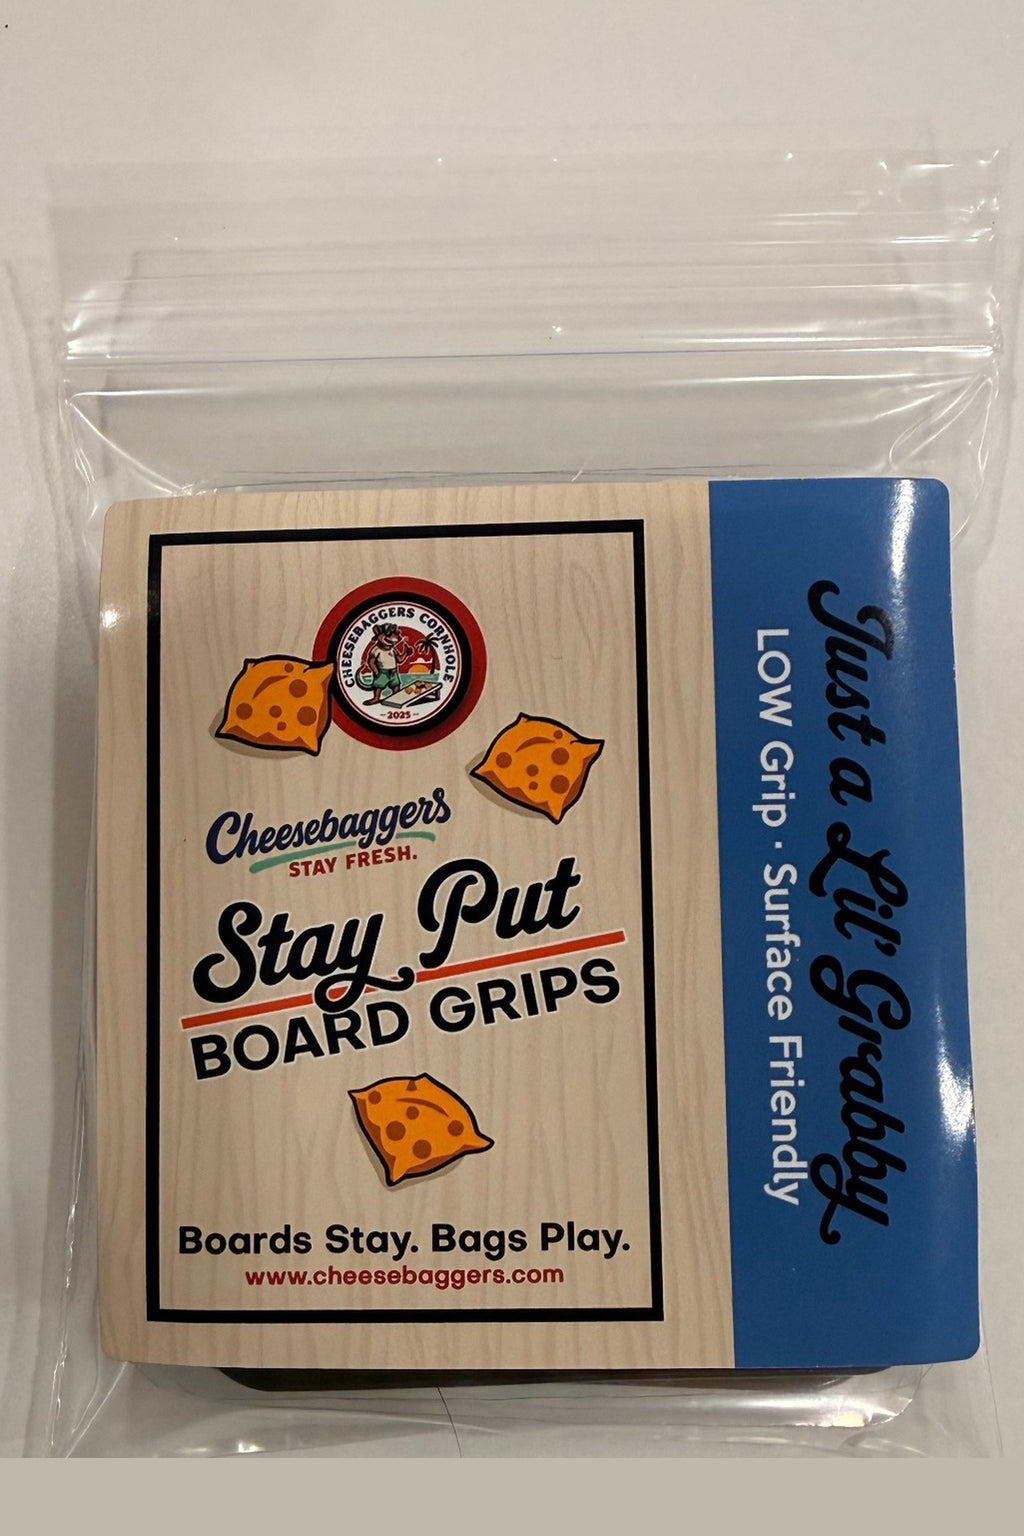 CHEESEBAGGERS CORNHOLE
2025
Cheesebaggers
STAY FRESH.
Stay Put
BOARD GRIPS
Boards Stay. Bags Play.
www.cheesebaggers.com
Just a Lil' Grabby
LOW Grip · Surface Friendly